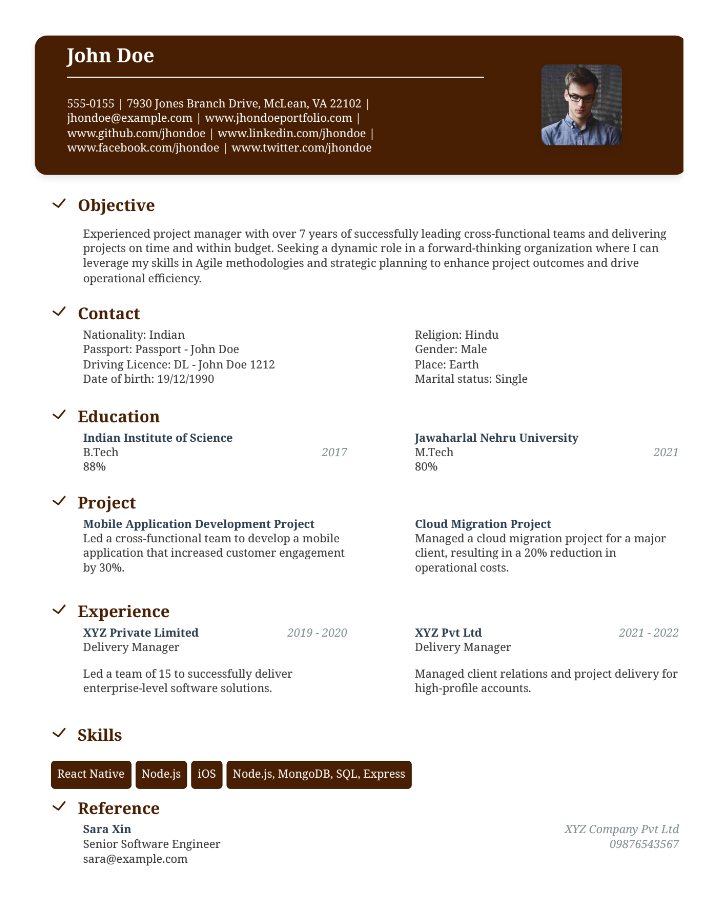 John Doe
555-0155 | 7930 Jones Branch Drive, McLean, VA 22102 |
jhondoe@example.com | www.jhondoeportfolio.com |
www.github.com/jhondoe | www.linkedin.com/jhondoe |
www.facebook.com/jhondoe | www.twitter.com/jhondoe
Objective
Experienced project manager with over 7 years of successfully leading cross-functional teams and delivering
projects on time and within budget. Seeking a dynamic role in a forward-thinking organization where I can
leverage my skills in Agile methodologies and strategic planning to enhance project outcomes and drive
operational efficiency.
Contact
Nationality: Indian
Passport: Passport - John Doe
Driving Licence: DL - John Doe 1212
Date of birth: 19/12/1990
Religion: Hindu
Gender: Male
Place: Earth
Marital status: Single
Education
Indian Institute of Science
B.Tech 2017
88%
Jawaharlal Nehru University
M.Tech 2021
80%
Project
Mobile Application Development Project
Led a cross-functional team to develop a mobile
application that increased customer engagement
by 30%.
Cloud Migration Project
Managed a cloud migration project for a major
client, resulting in a 20% reduction in
operational costs.
Experience
XYZ Private Limited 2019 - 2020
Delivery Manager
Led a team of 15 to successfully deliver
enterprise-level software solutions.
XYZ Pvt Ltd 2021 - 2022
Delivery Manager
Managed client relations and project delivery for
high-profile accounts.
Skills
React Native Node.js iOS Node.js, MongoDB, SQL, Express
Reference
Sara Xin XYZ Company Pvt Ltd
Senior Software Engineer 09876543567
sara@example.com